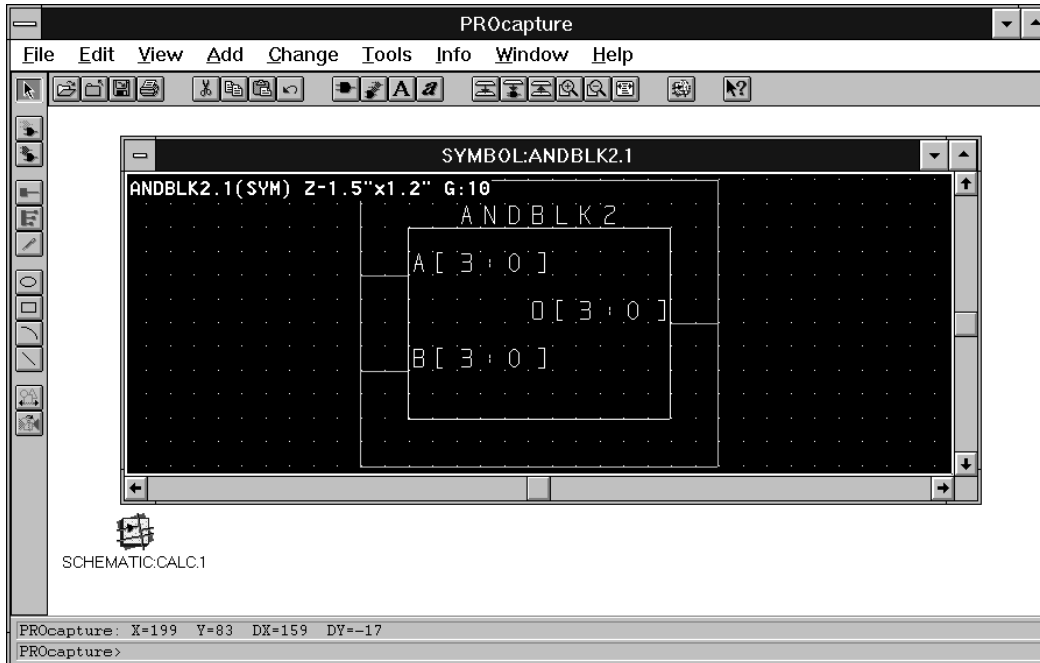 PROcapture
File Edit View Add Change Tools Info Window Help
A a
SYMBOL:ANDBLK2.1
ANDBLK2.1(SYM) Z-1.5"x1.2" G:10
ANDBLK2
A[3:0]
O[3:0]
B[3:0]
SCHEMATIC:CALC.1
PROcapture: X=199 Y=83 DX=159 DY=-17
PROcapture>